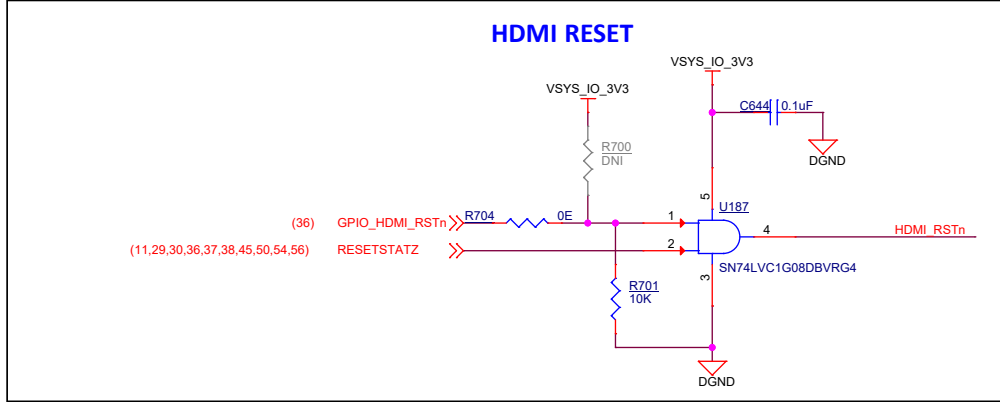 HDMI RESET
VSYS_IO_3V3
VSYS_IO_3V3
C644 0.1uF
DGND
R700
DNI
5
U187
(36) GPIO_HDMI_RSTn R704 0E 1
4 HDMI_RSTn
(11,29,30,36,37,38,45,50,54,56) RESETSTATZ 2
SN74LVC1G08DBVRG4
3
R701
10K
DGND